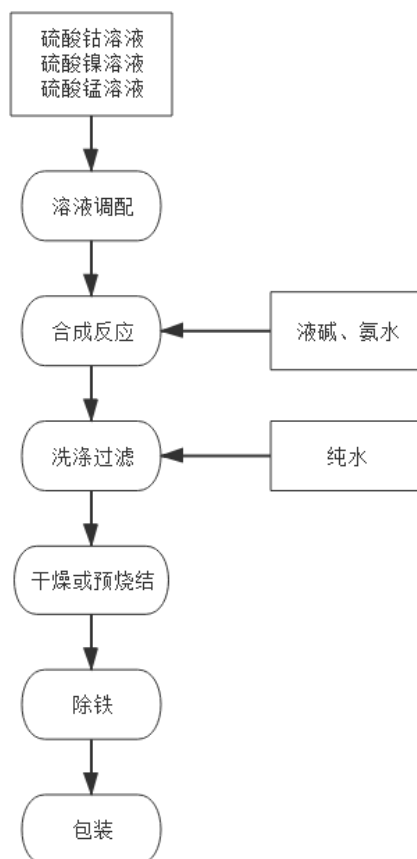 硫酸钴溶液
硫酸镍溶液
硫酸锰溶液
溶液调配
合成反应
液碱、氨水
洗涤过滤
纯水
干燥或预烧结
除铁
包装